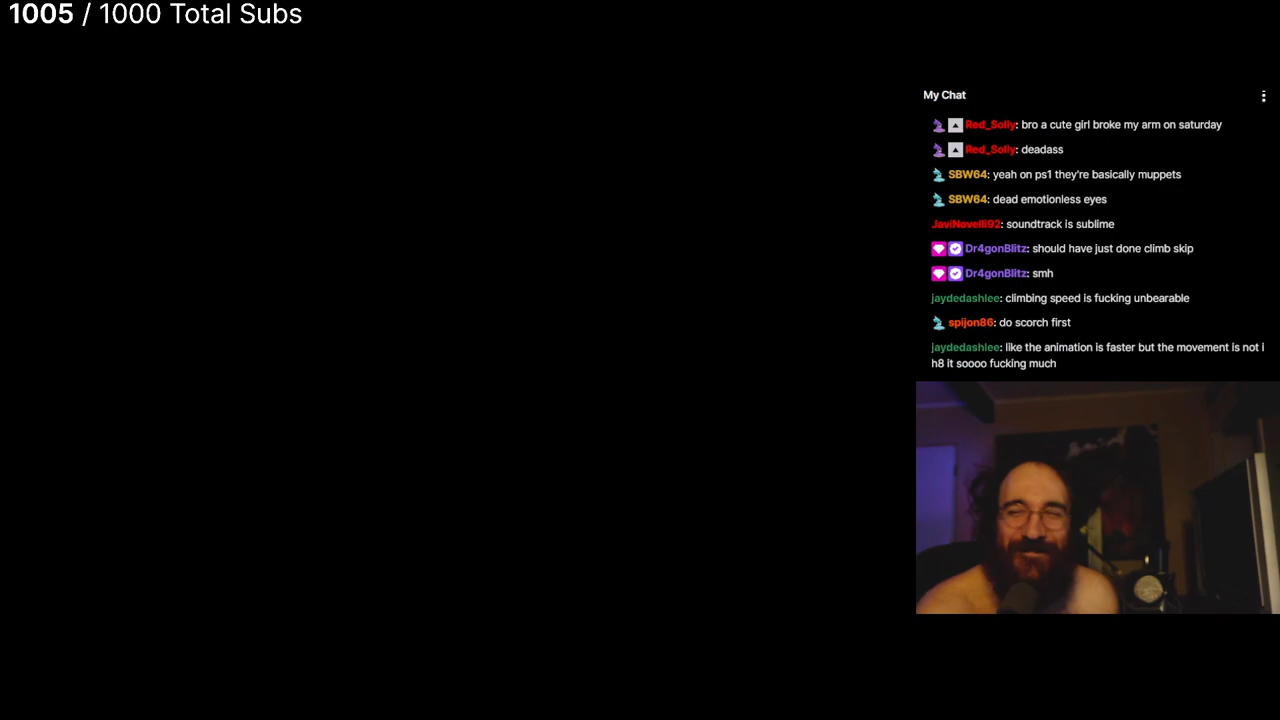 1005 / 1000 Total Subs
My Chat
Red_Solly: bro a cute girl broke my arm on saturday
Red_Solly: deadass
SBW64: yeah on ps1 they're basically muppets
SBW64: dead emotionless eyes
JaviNovelli92: soundtrack is sublime
Dr4gonBlitz: should have just done climb skip
Dr4gonBlitz: smh
jaydedashlee: climbing speed is fucking unbearable
spijon86: do scorch first
jaydedashlee: like the animation is faster but the movement is not i
h8 it soooo fucking much